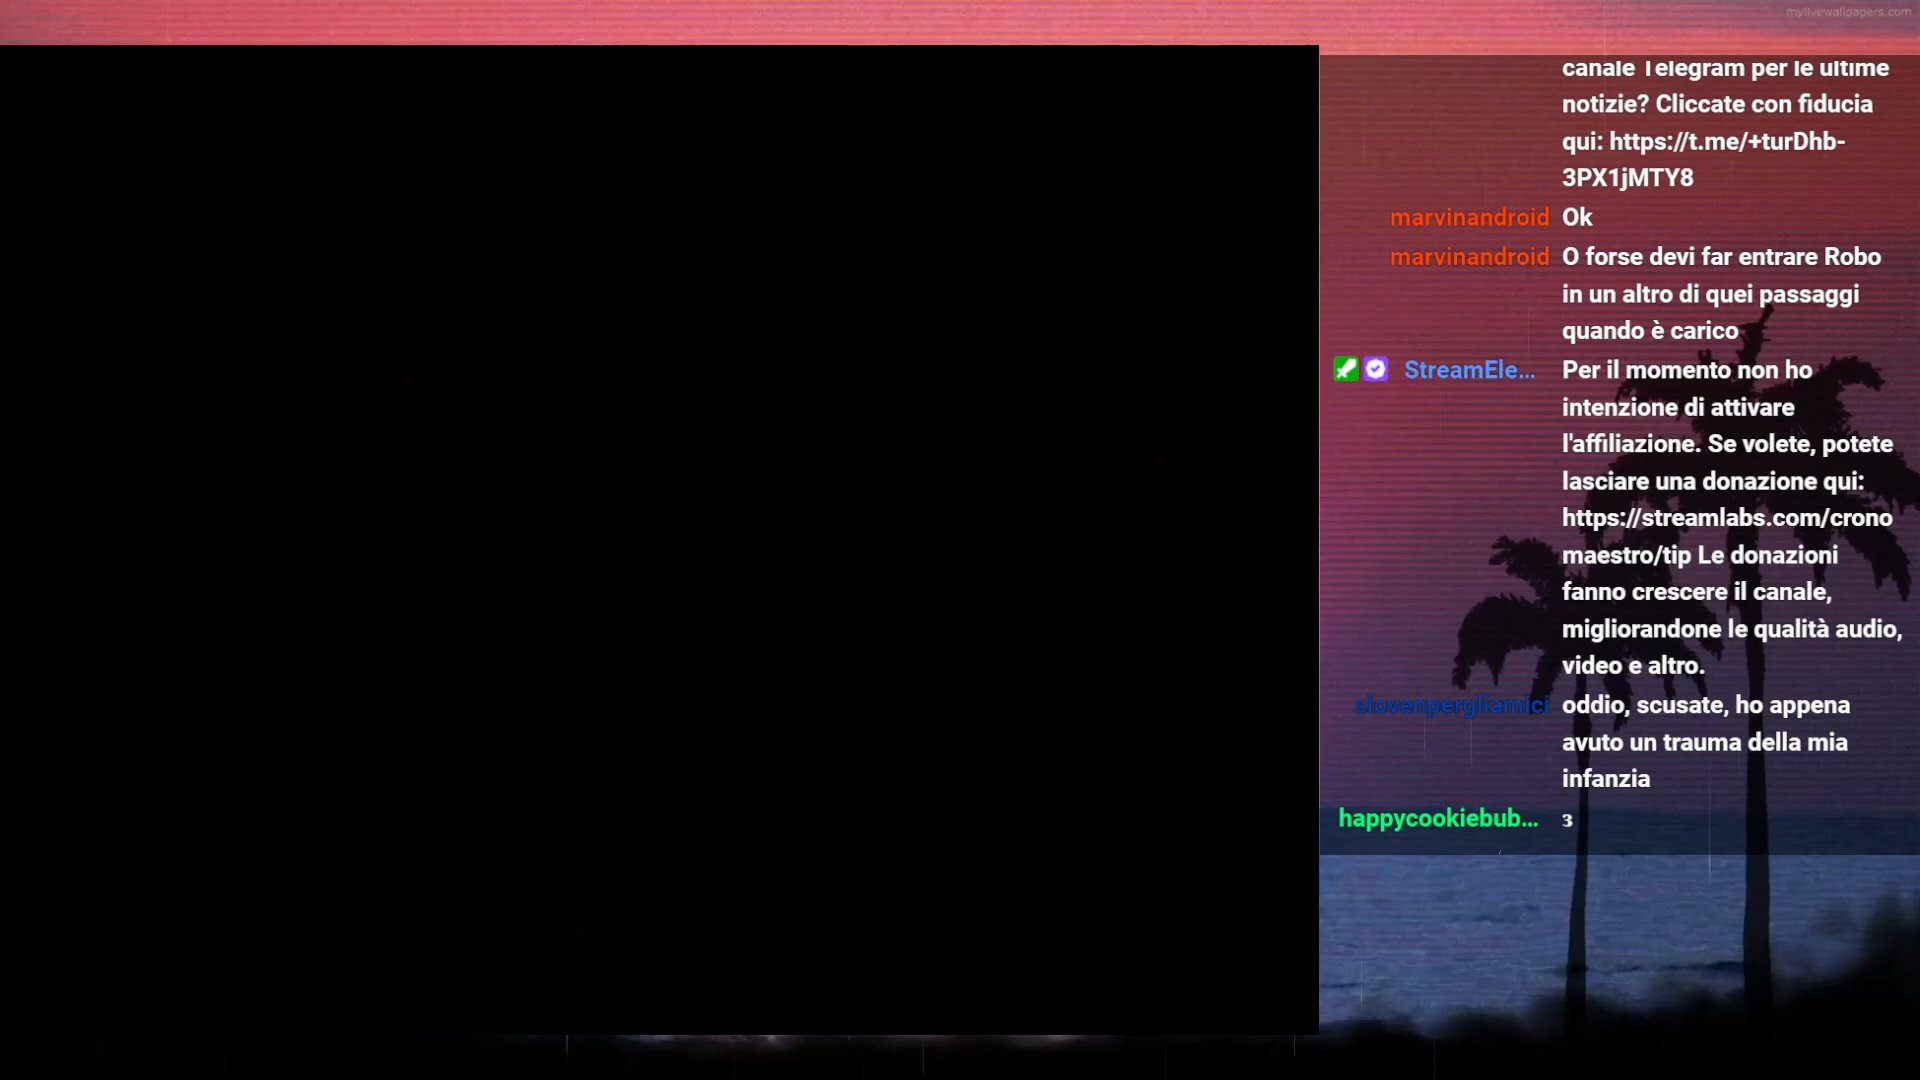 mylivewallpapers.com
canale Telegram per le ultime
notizie? Cliccate con fiducia
qui: https://t.me/+turDhb-
3PX1jMTY8
marvinandroid Ok
marvinandroid O forse devi far entrare Robo
in un altro di quei passaggi
quando è carico
StreamEle... Per il momento non ho
intenzione di attivare
l'affiliazione. Se volete, potete
lasciare una donazione qui:
https://streamlabs.com/crono
maestro/tip Le donazioni
fanno crescere il canale,
migliorandone le qualità audio,
video e altro.
slovenpergliamici oddio, scusate, ho appena
avuto un trauma della mia
infanzia
happycookiebub... 3